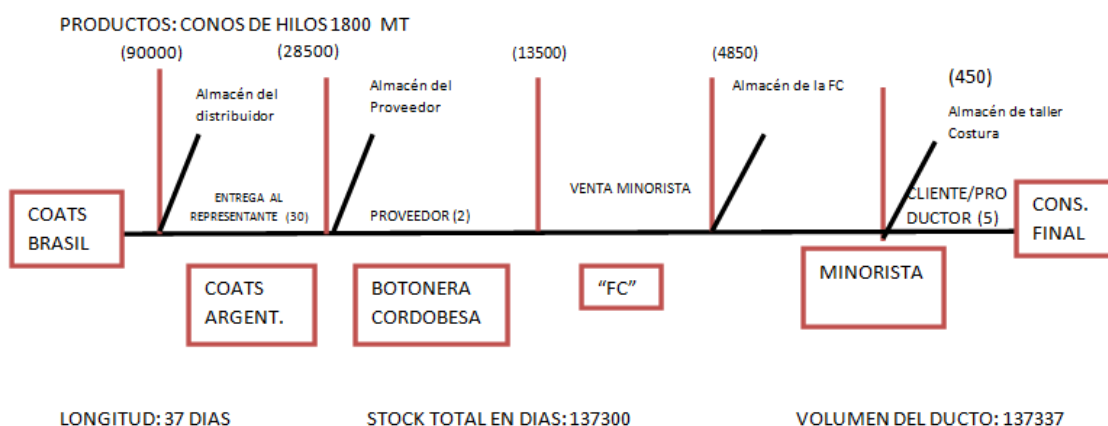 PRODUCTOS: CONOS DE HILOS 1800 MT
(90000)
(28500)
(13500)
(4850)
(450)
Almacén del
distribuidor
Almacén del
Proveedor
Almacén de la FC
Almacén de taller
Costura
ENTREGA AL
REPRESENTANTE (30)
PROVEEDOR (2)
VENTA MINORISTA
CLIENTE/PRO
DUCTOR (5)
COATS
BRASIL
CONS.
FINAL
COATS
ARGENT.
BOTONERA
CORDOBESA
“FC”
MINORISTA
LONGITUD: 37 DIAS
STOCK TOTAL EN DIAS: 137300
VOLUMEN DEL DUCTO: 137337